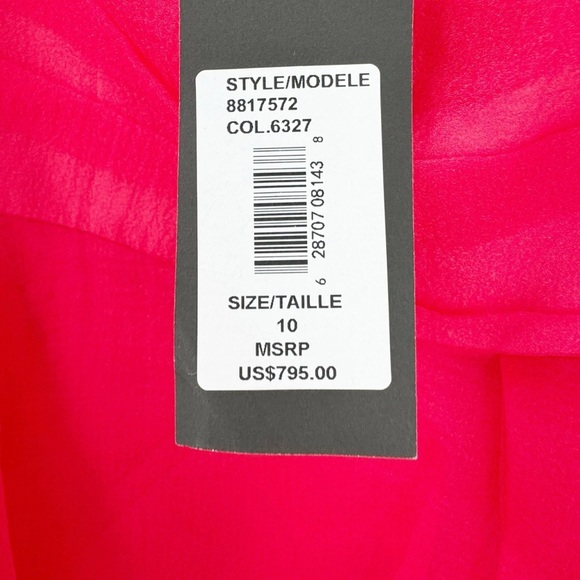 STYLE/MODELE
8817572
COL.6327
6 28707 08143 8
SIZE/TAILLE
10
MSRP
US$795.00